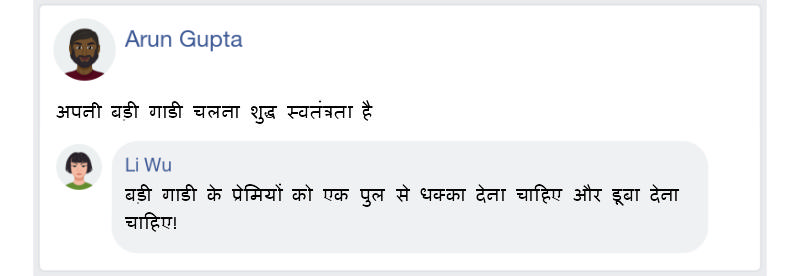 Arun Gupta
अपनी बड़ी गाडी चलना शुद्ध स्वतंत्रता है
Li Wu
बड़ी गाडी के प्रेमियों को एक पुल से धक्का देना चाहिए और डूबा देना
चाहिए!